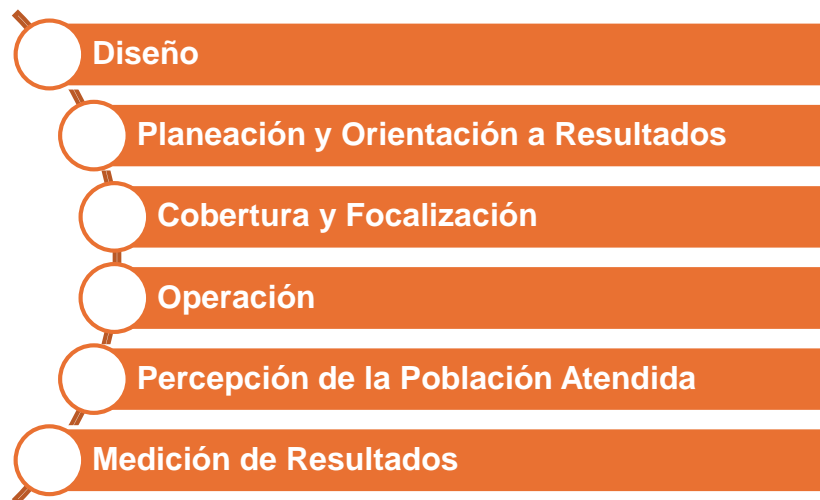 Diseño
Planeación y Orientación a Resultados
Cobertura y Focalización
Operación
Percepción de la Población Atendida
Medición de Resultados